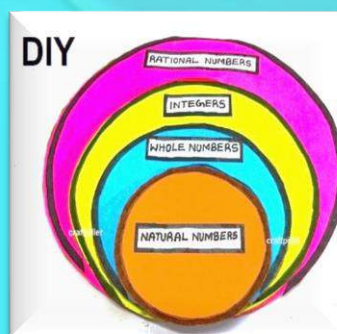 DIY
RATIONAL NUMBERS
INTEGERS
WHOLE NUMBERS
NATURAL NUMBERS